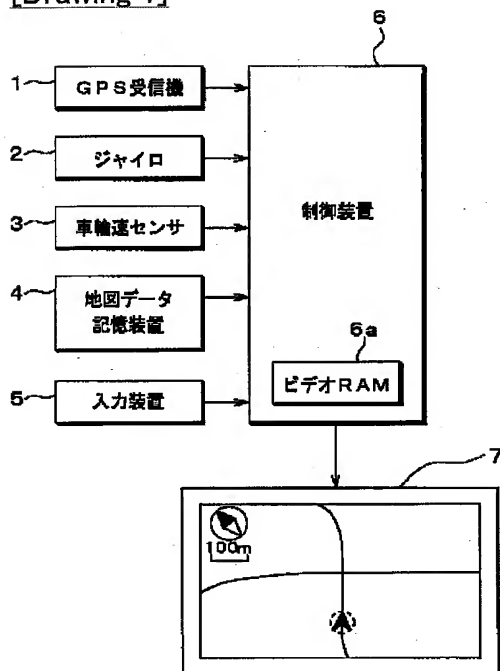 [Drawing 1]
6
1
GPS受信機
2
ジャイロ
3
車輪速センサ
制御装置
4
地図データ
記憶装置
6a
ビデオRAM
5
入力装置
7
100m